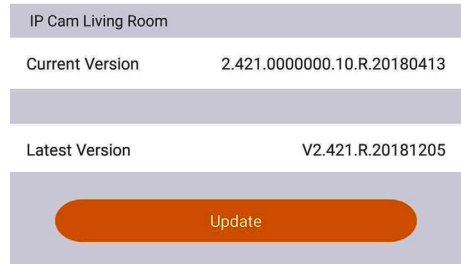 IP Cam Living Room
Current Version 2.421.0000000.10.R.20180413
Latest Version V2.421.R.20181205
Update